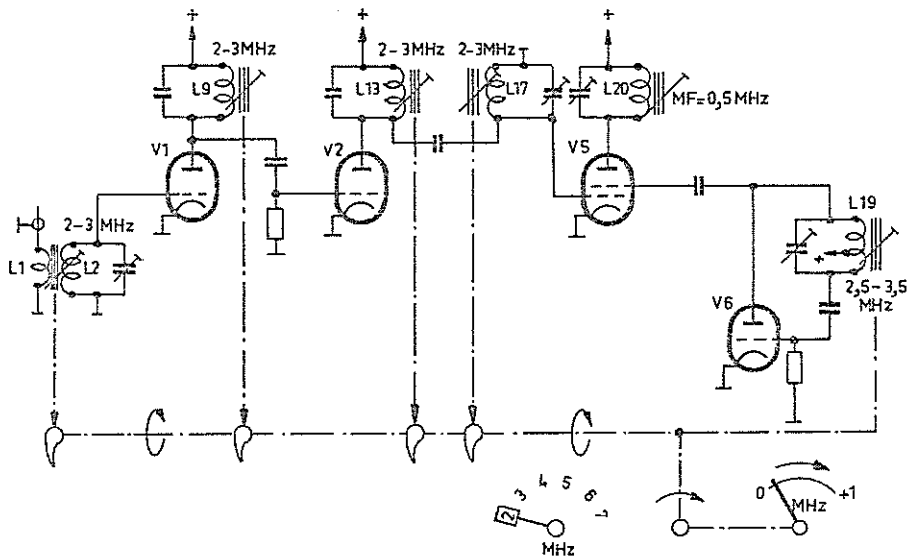 +
+
+
2-3MHz
2-3MHz
2-3MHz
L9
L13
L17
L20
MF=0,5MHz
V1
V2
V5
L19
2-3 MHz
L1
L2
+
2,5-3,5
MHz
V6
2 3 4 5 6 7
MHz
0
+1
MHz